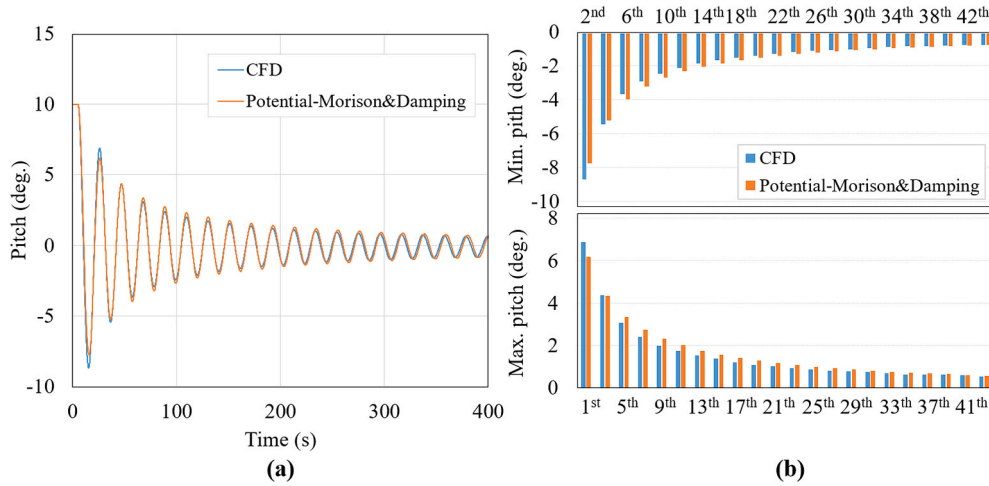 15
10
5
0
-5
-10
Pitch (deg.)
CFD
Potential-Morison&Damping
0 100 200 300 400
Time (s)
(a)
2nd 6th 10th 14th 18th 22th 26th 30th 34th 38th 42th
0
-2
-4
-6
-8
-10
Min. pith (deg.)
CFD
Potential-Morison&Damping
8
6
4
2
0
Max. pitch (deg.)
1st 5th 9th 13th 17th 21th 25th 29th 33th 37th 41th
(b)